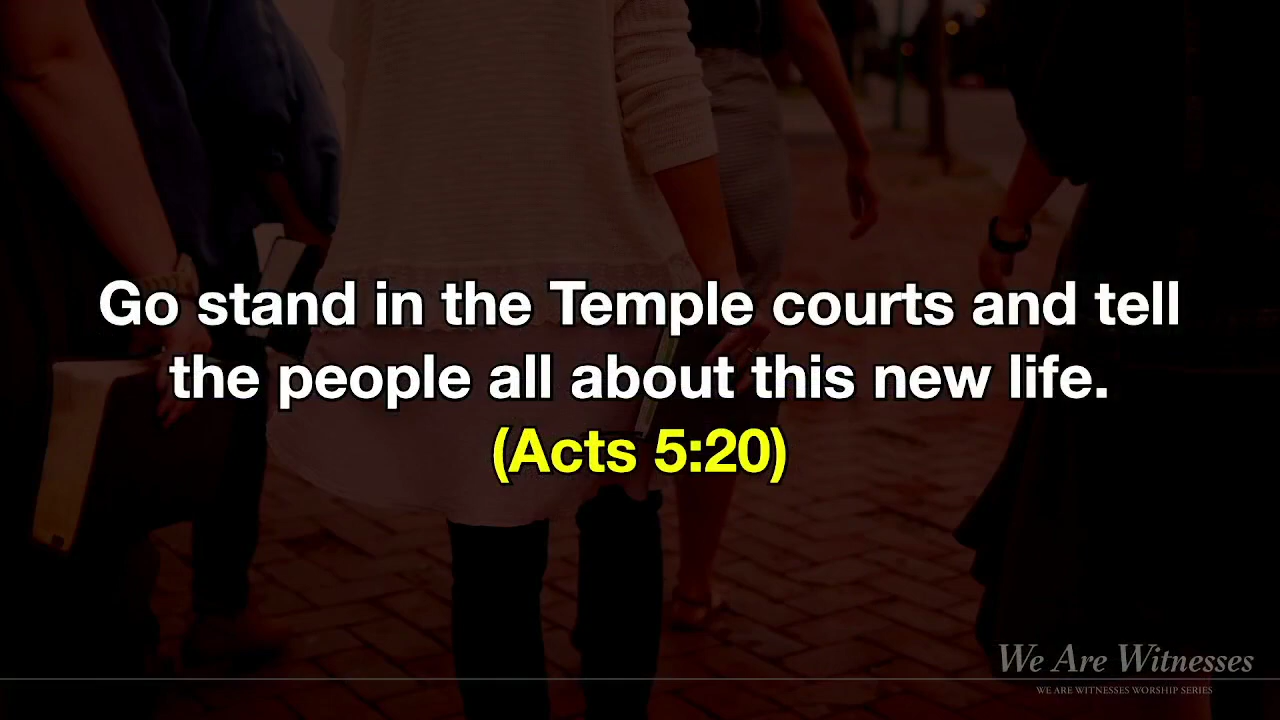 Go stand in the Temple courts and tell
the people all about this new life.
(Acts 5:20)
We Are Witnesses
WE ARE WITNESSES WORSHIP SERIES